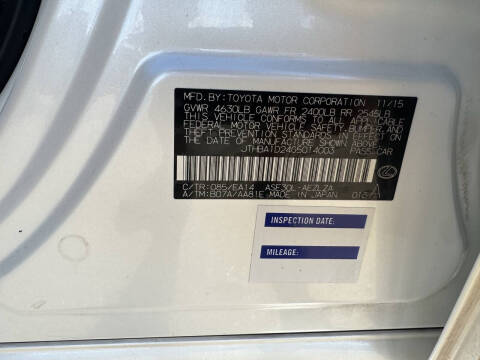 MFD.BY:TOYOTA MOTOR CORPORATION 11/15
GVWR 4630LB GAWR FR 2400LB RR 2545LB
THIS VEHICLE CONFORMS TO ALL APPLICABLE
FEDERAL MOTOR VEHICLE SAFETY, BUMPER, AND
THEFT PREVENTION STANDARDS IN EFFECT ON
THE DATE OF MANUFACTURE SHOWN ABOVE.
JTHBA1D24G5014003 PASS.CAR
C/TR:085/EA14 ASE30L-AEZLZA
A/TM:B07A/AA81E MADE IN JAPAN
INSPECTION DATE:
MILEAGE: